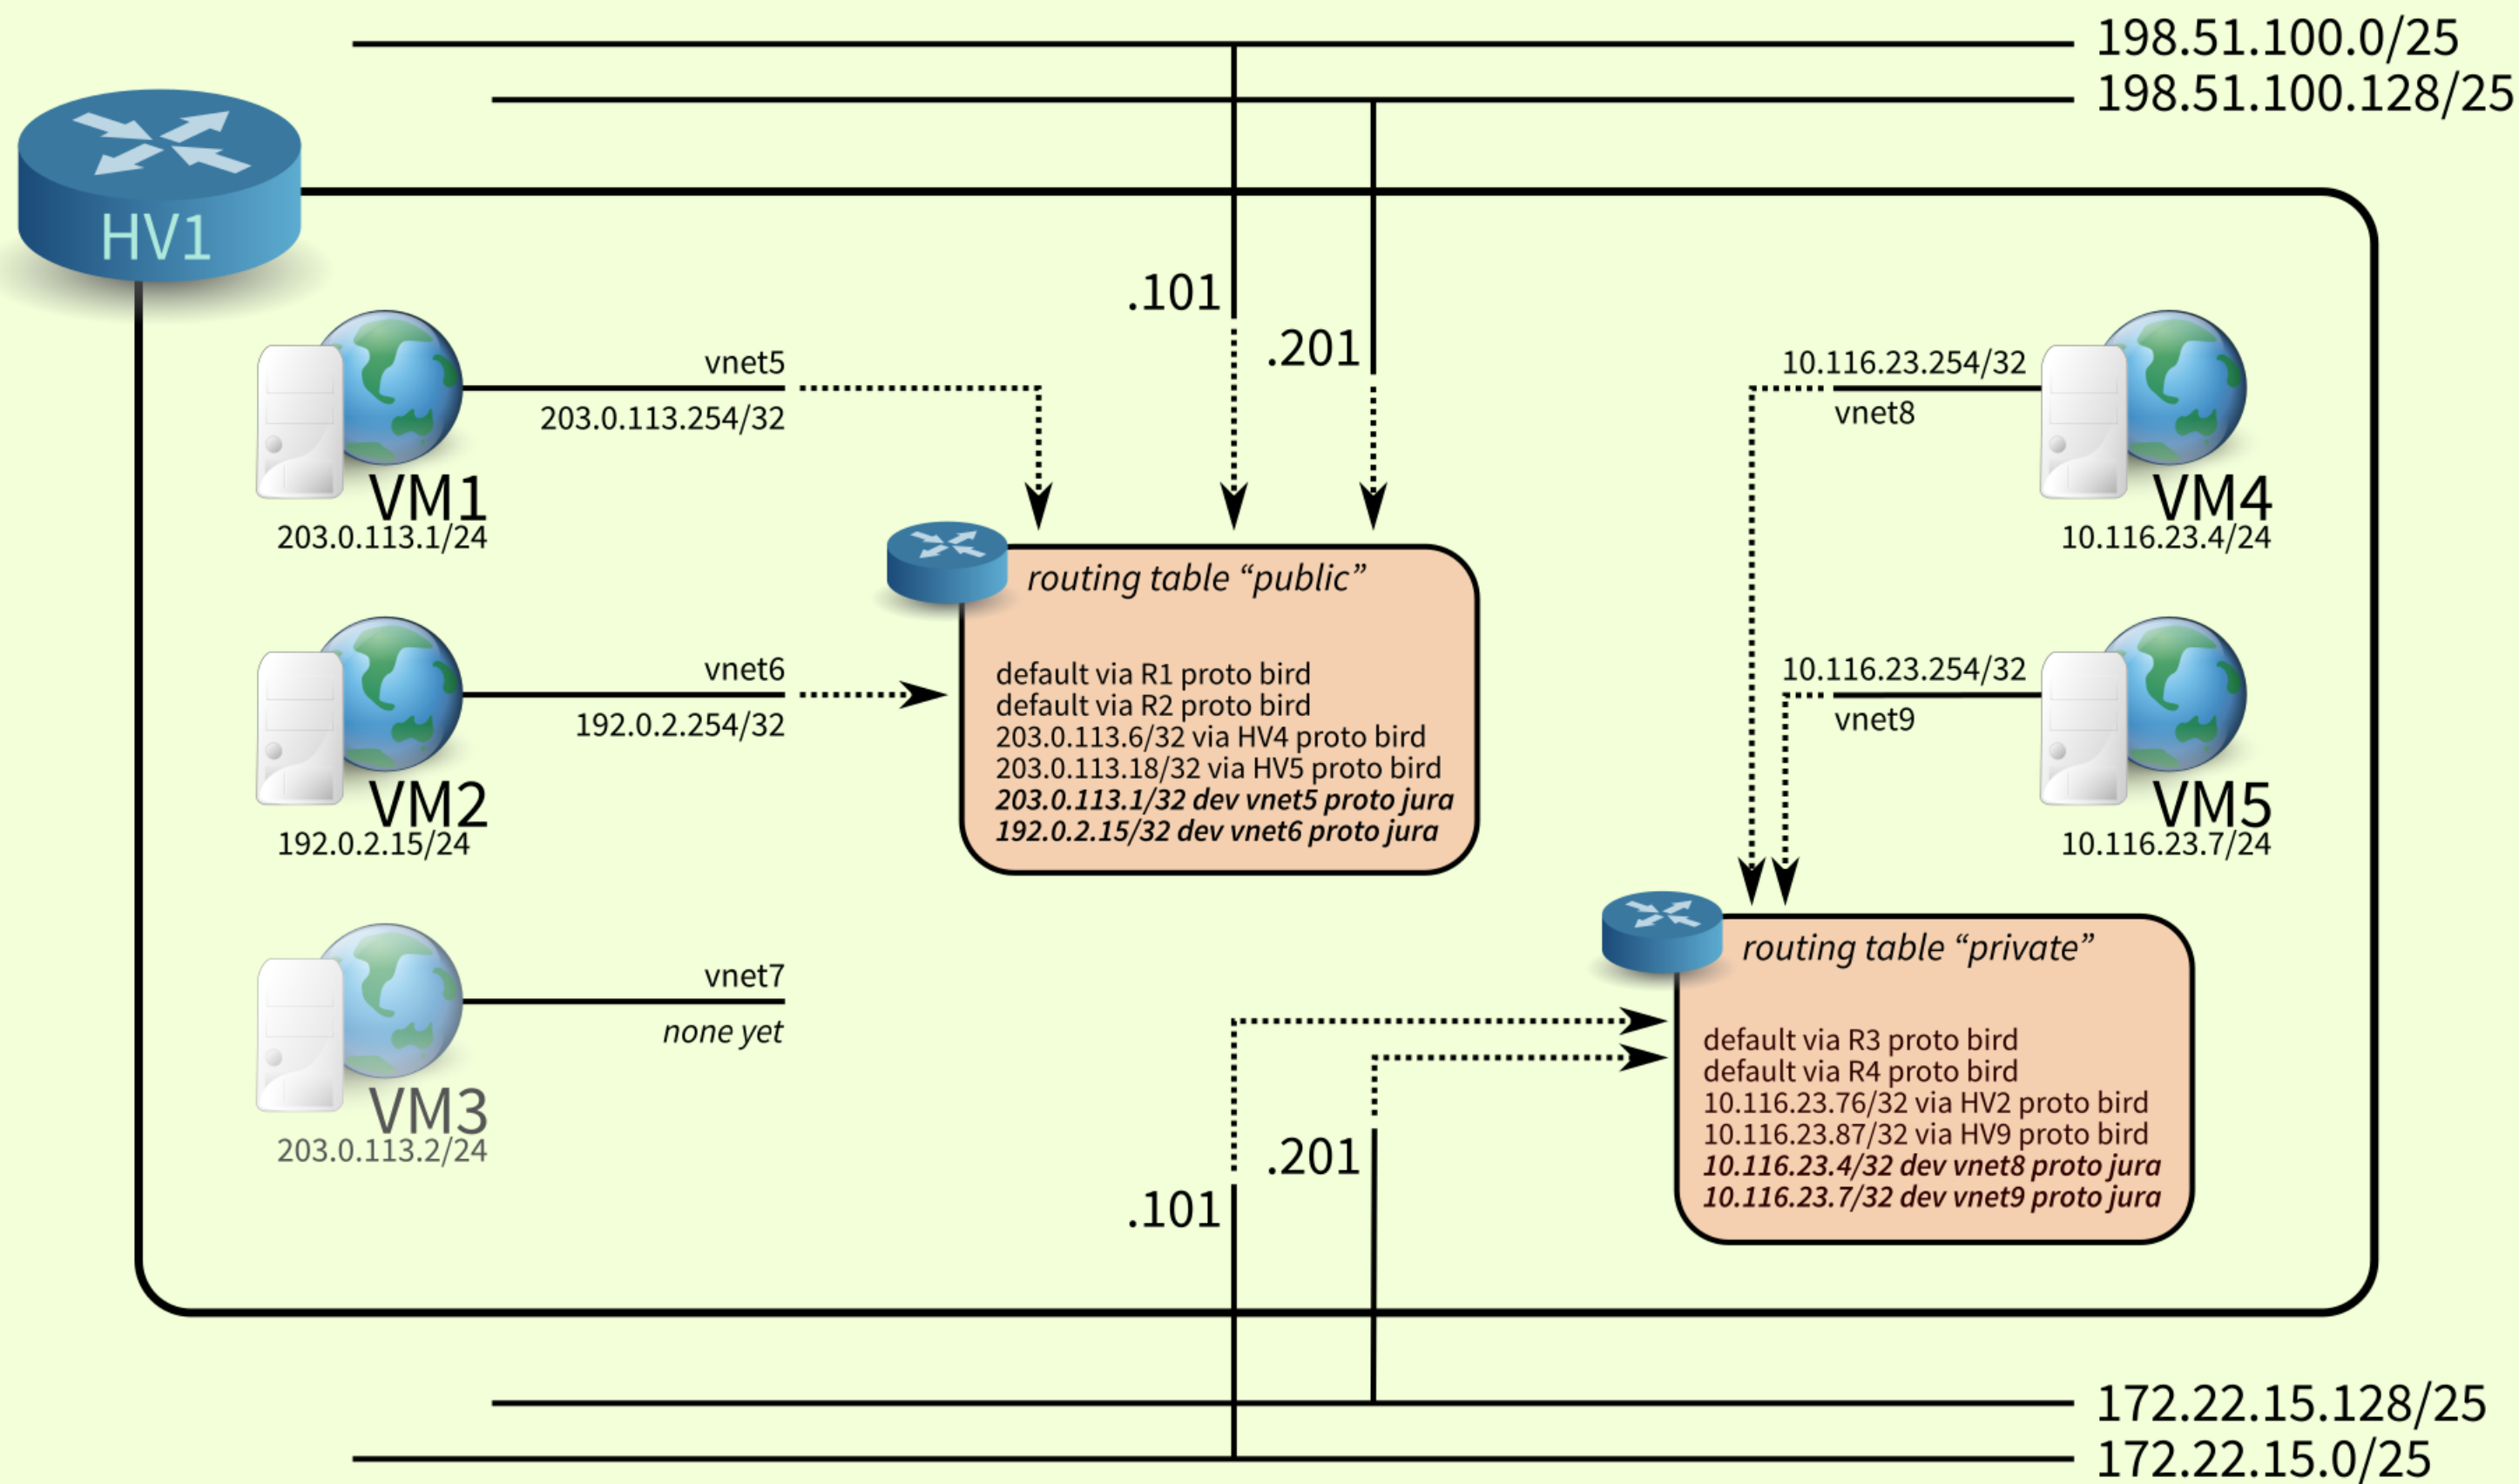 198.51.100.0/25
198.51.100.128/25
HV1
.101
.201
vnet5
203.0.113.254/32
VM1
203.0.113.1/24
10.116.23.254/32
vnet8
VM4
10.116.23.4/24
routing table “public”
default via R1 proto bird
default via R2 proto bird
203.0.113.6/32 via HV4 proto bird
203.0.113.18/32 via HV5 proto bird
203.0.113.1/32 dev vnet5 proto jura
192.0.2.15/32 dev vnet6 proto jura
vnet6
192.0.2.254/32
VM2
192.0.2.15/24
10.116.23.254/32
vnet9
VM5
10.116.23.7/24
vnet7
none yet
VM3
203.0.113.2/24
routing table “private”
default via R3 proto bird
default via R4 proto bird
10.116.23.76/32 via HV2 proto bird
10.116.23.87/32 via HV9 proto bird
10.116.23.4/32 dev vnet8 proto jura
10.116.23.7/32 dev vnet9 proto jura
.201
.101
172.22.15.128/25
172.22.15.0/25